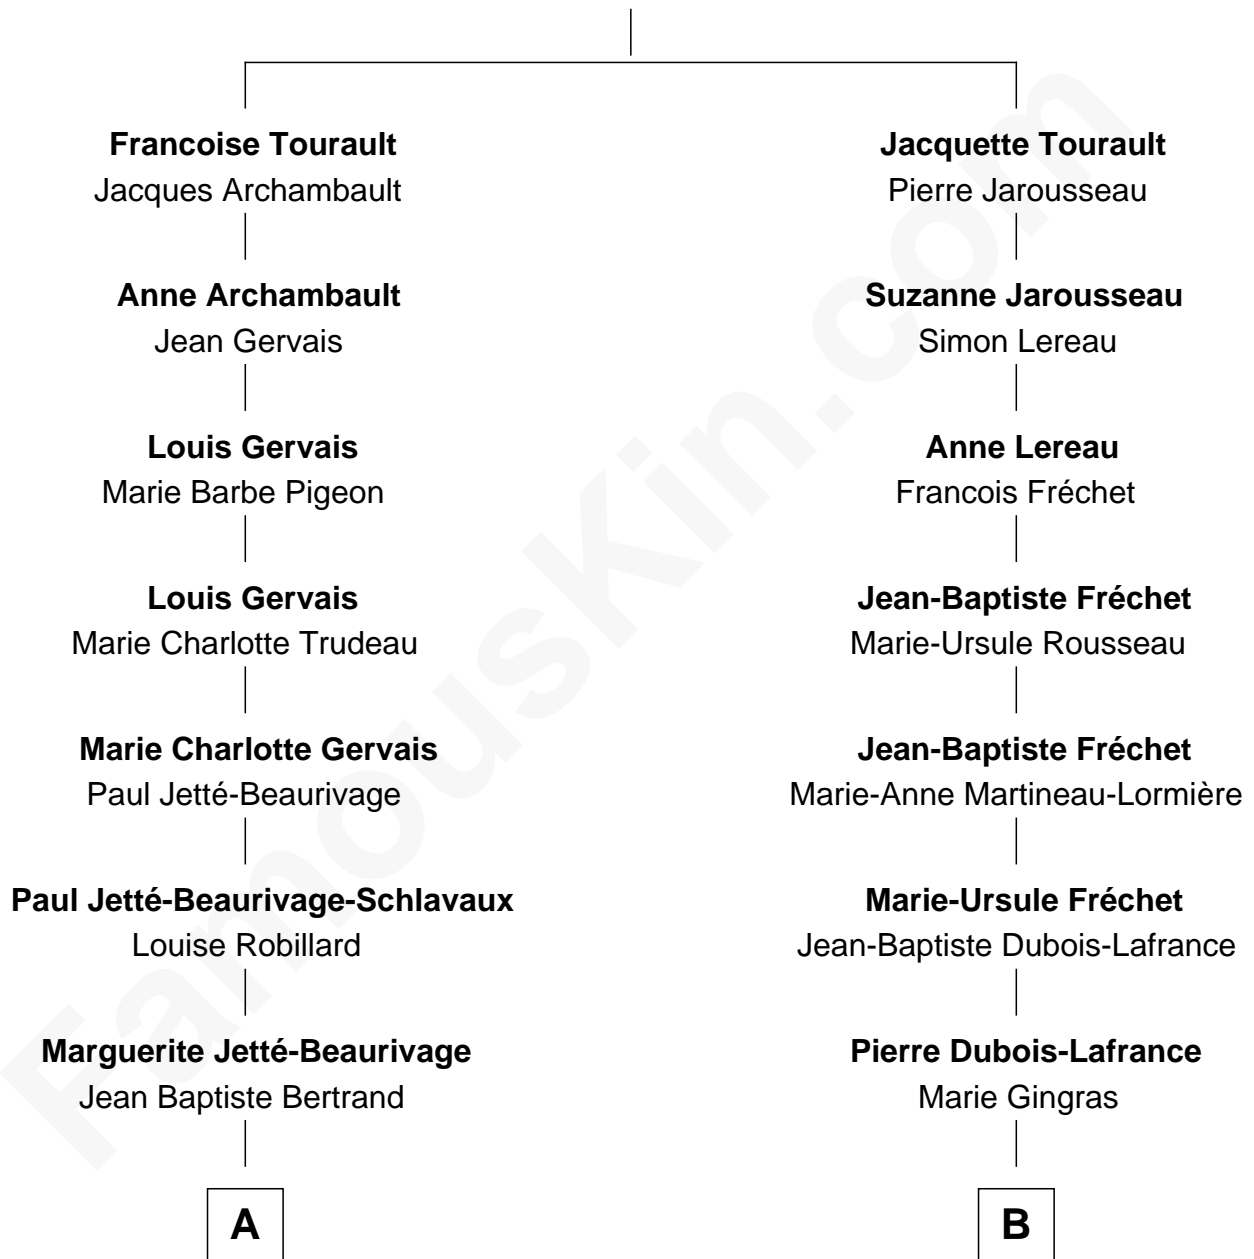 Francoise Tourault
Jacques Archambault
Anne Archambault
Jean Gervais
Louis Gervais
Marie Barbe Pigeon
Louis Gervais
Marie Charlotte Trudeau
Marie Charlotte Gervais
Paul Jetté-Beaurivage
Paul Jetté-Beaurivage-Schlavaux
Louise Robillard
Marguerite Jetté-Beaurivage
Jean Baptiste Bertrand
A
Jacquette Tourault
Pierre Jarousseau
Suzanne Jarousseau
Simon Lereau
Anne Lereau
Francois Fréchet
Jean-Baptiste Fréchet
Marie-Ursule Rousseau
Jean-Baptiste Fréchet
Marie-Anne Martineau-Lormière
Marie-Ursule Fréchet
Jean-Baptiste Dubois-Lafrance
Pierre Dubois-Lafrance
Marie Gingras
B
FamousKin.com